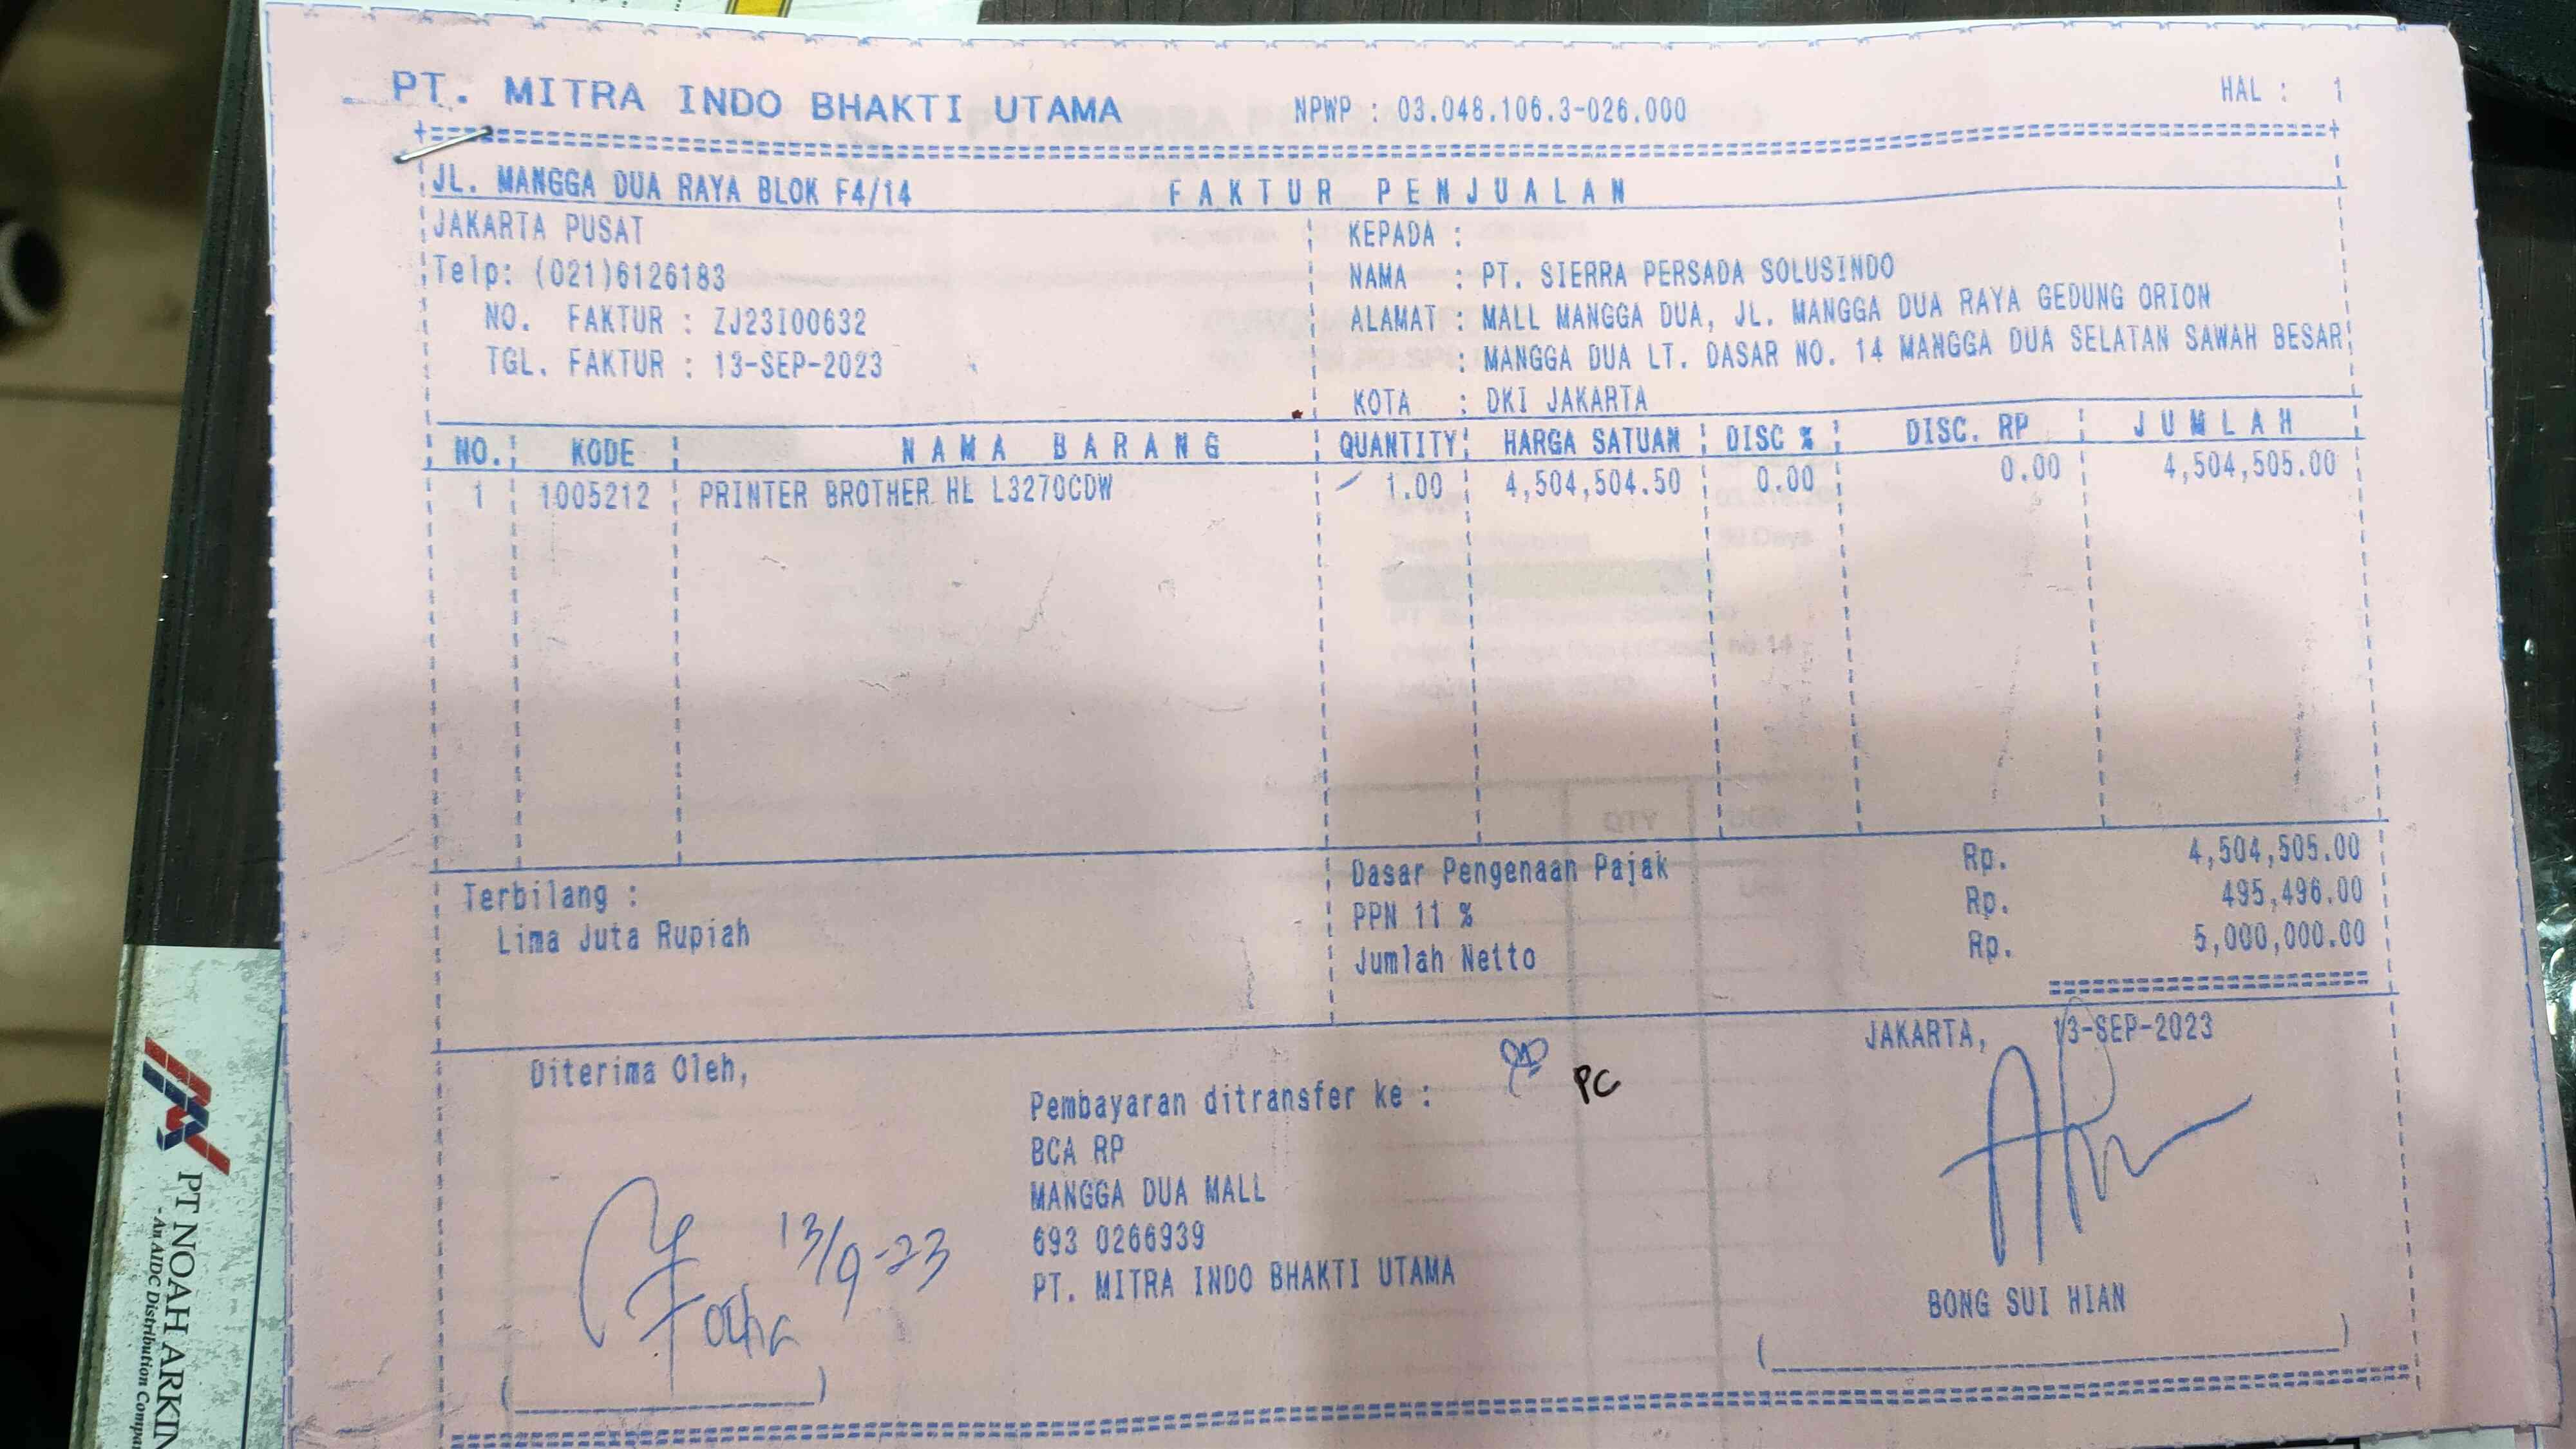 PT. MITRA INDO BHAKTI UTAMA NPWP : 03.048.106.3-026.000 HAL : 1
JL. MANGGA DUA RAYA BLOK F4/14 FAKTUR PENJUALAN
JAKARTA PUSAT
Telp: (021)6126183
NO. FAKTUR : ZJ23I00632
TGL. FAKTUR : 13-SEP-2023
KEPADA :
NAMA : PT. SIERRA PERSADA SOLUSINDO
ALAMAT : MALL MANGGA DUA, JL. MANGGA DUA RAYA GEDUNG ORION
: MANGGA DUA LT. DASAR NO. 14 MANGGA DUA SELATAN SAWAH BESAR
KOTA : DKI JAKARTA
NO. KODE NAMA BARANG QUANTITY HARGA SATUAN DISC % DISC. RP JUMLAH
1 1005212 PRINTER BROTHER HL L3270CDW 1.00 4,504,504.50 0.00 0.00 4,504,505.00
Terbilang :
Lima Juta Rupiah
Dasar Pengenaan Pajak Rp. 4,504,505.00
PPN 11 % Rp. 495,496.00
Jumlah Netto Rp. 5,000,000.00
JAKARTA, 13-SEP-2023
Diterima Oleh,
Pembayaran ditransfer ke :
PC
BCA RP
MANGGA DUA MALL
693 0266939
PT. MITRA INDO BHAKTI UTAMA
13/9-23
BONG SUI HIAN
PT NOAH ARKIN
- An AIDC Distribution Compan